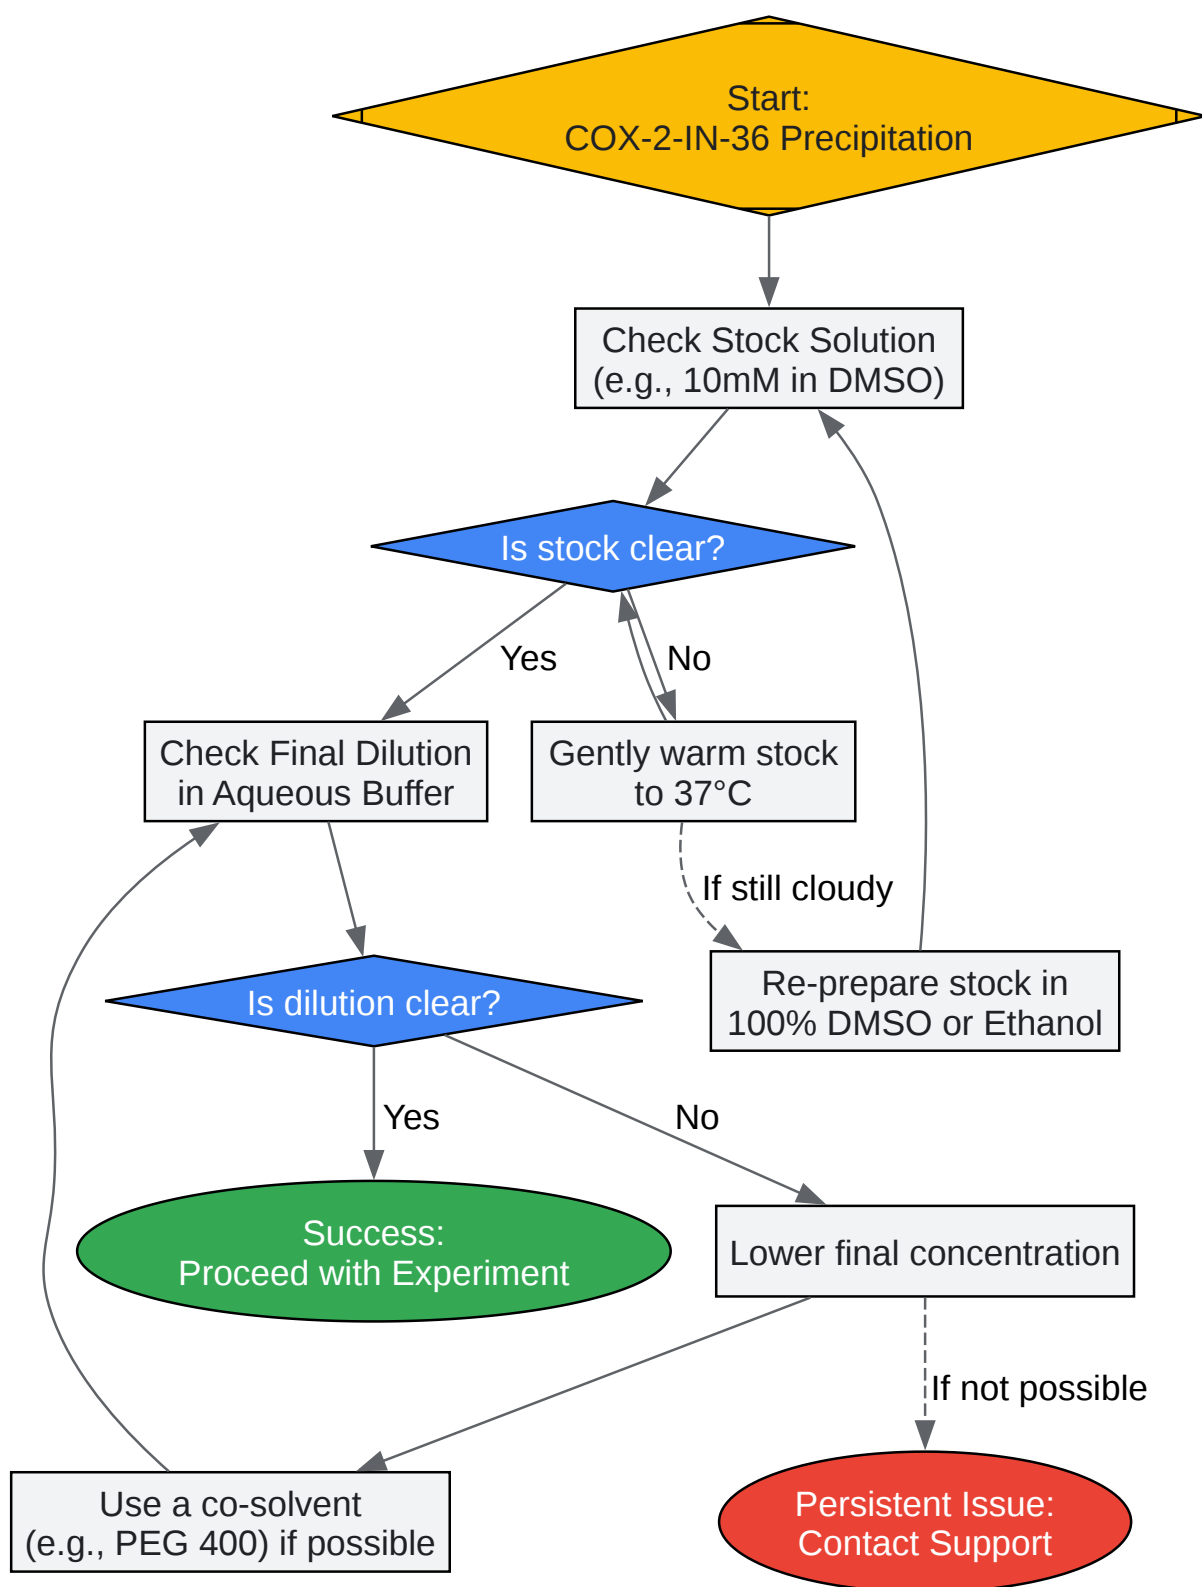 Start:
COX-2-IN-36 Precipitation
Check Stock Solution
(e.g., 10mM in DMSO)
Is stock clear?
Yes
No
Check Final Dilution
in Aqueous Buffer
Gently warm stock
to 37°C
If still cloudy
Is dilution clear?
Re-prepare stock in
100% DMSO or Ethanol
Yes
No
Success:
Proceed with Experiment
Lower final concentration
If not possible
Use a co-solvent
(e.g., PEG 400) if possible
Persistent Issue:
Contact Support